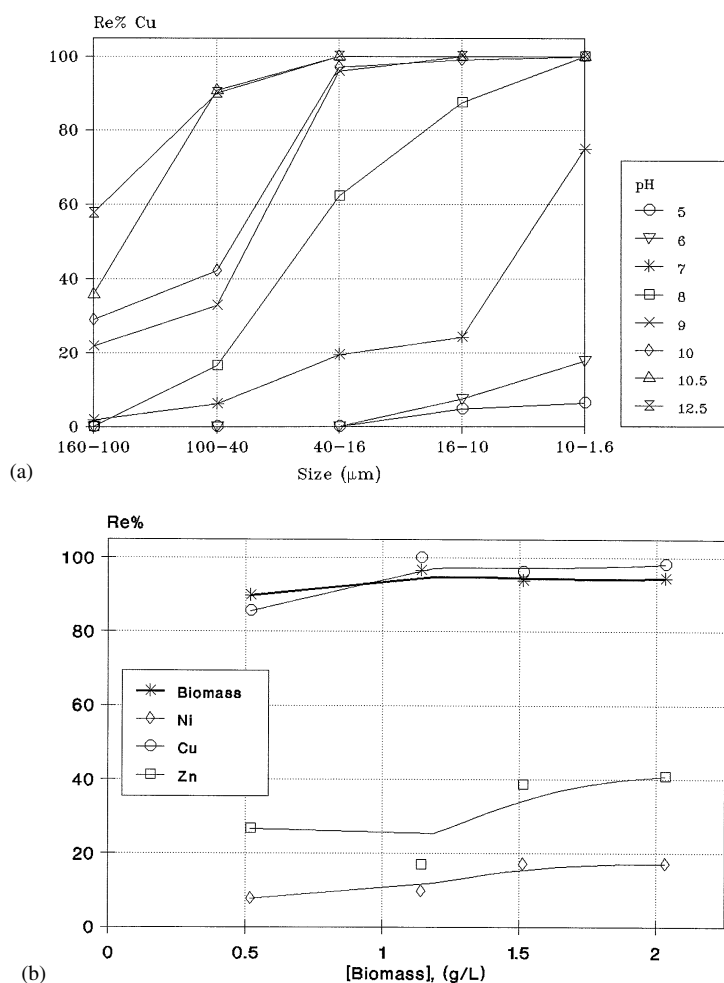 Re% Cu
100
80
60
40
20
0
160-100 100-40 40-16 16-10 10-1.6
Size (μm)
pH
5
6
7
8
9
10
10.5
12.5
(a)
Re%
100
80
60
40
20
0
Biomass
Ni
Cu
Zn
0 0.5 1 1.5 2
[Biomass], (g/L)
(b)